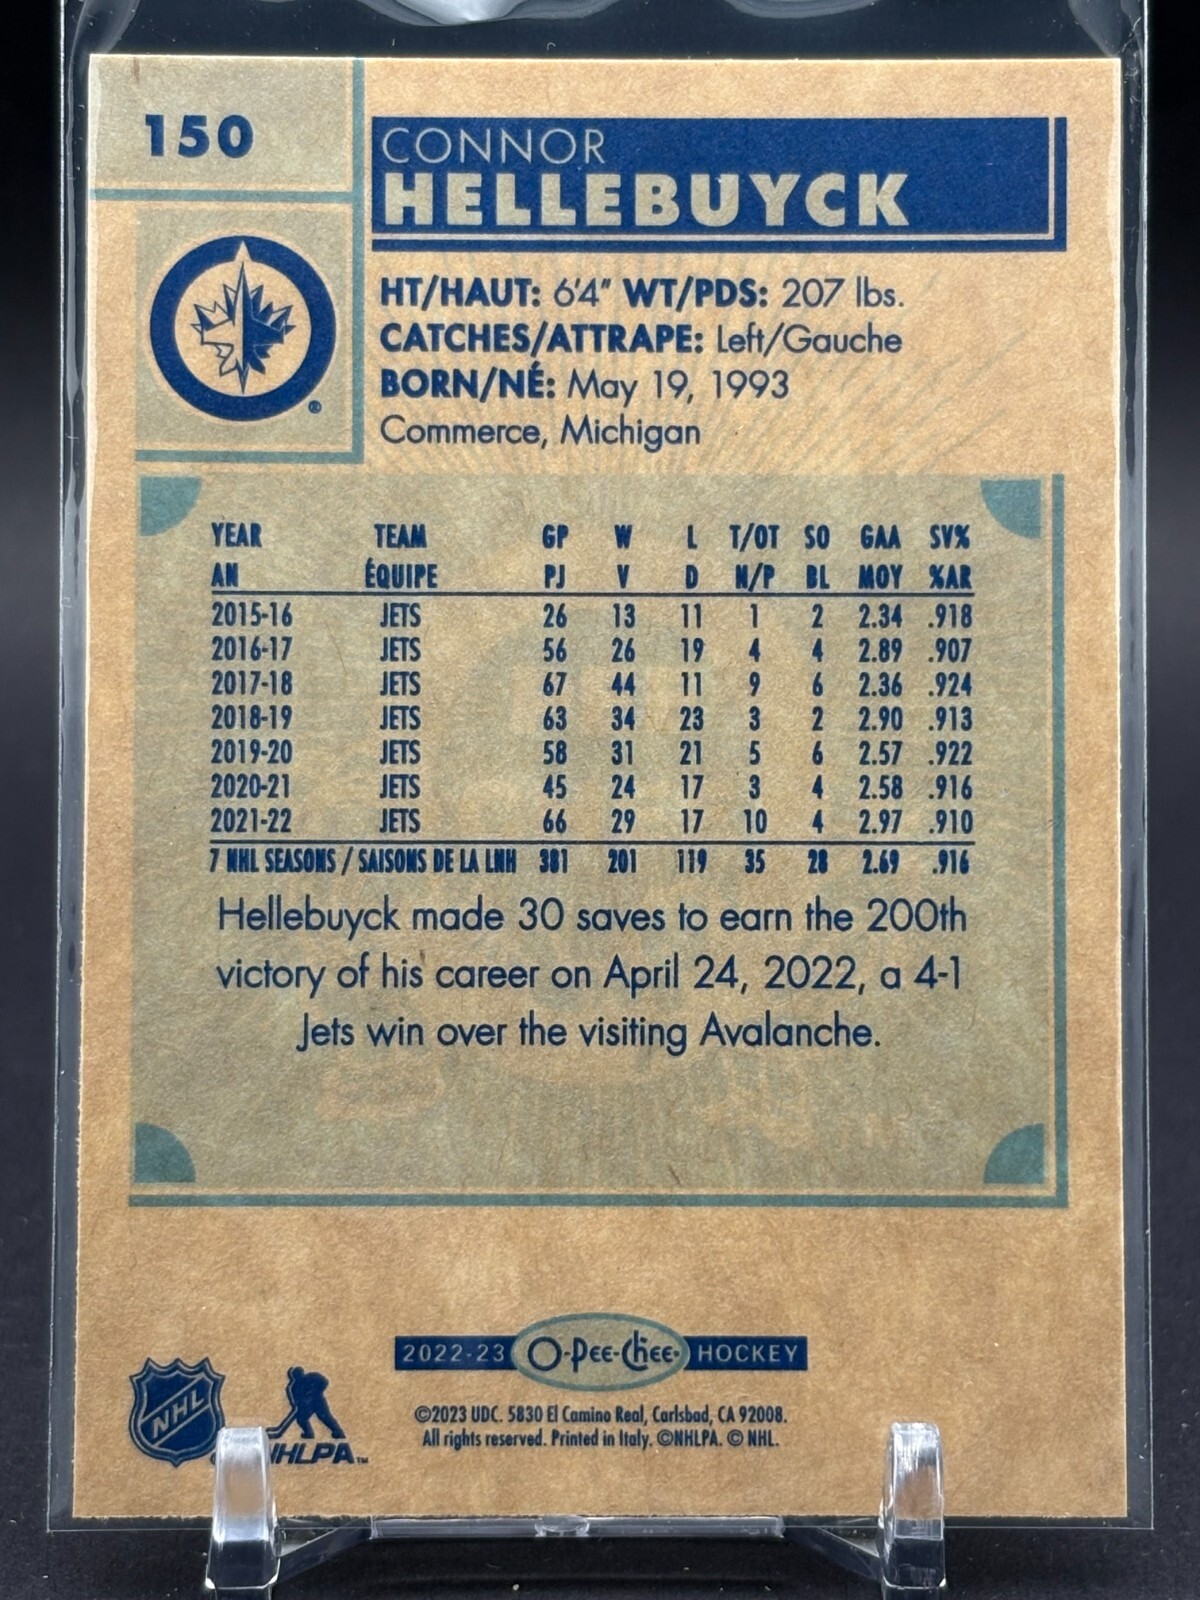 150
CONNOR
HELLEBUYCK
HT/HAUT: 6'4" WT/PDS: 207 lbs.
CATCHES/ATTRAPE: Left/Gauche
BORN/NÉ: May 19, 1993
Commerce, Michigan
®
YEAR TEAM GP W L T/OT SO GAA SV%
AN ÉQUIPE PJ V D N/P BL MOY %AR
2015-16 JETS 26 13 11 1 2 2.34 .918
2016-17 JETS 56 26 19 4 4 2.89 .907
2017-18 JETS 67 44 11 9 6 2.36 .924
2018-19 JETS 63 34 23 3 2 2.90 .913
2019-20 JETS 58 31 21 5 6 2.57 .922
2020-21 JETS 45 24 17 3 4 2.58 .916
2021-22 JETS 66 29 17 10 4 2.97 .910
7 NHL SEASONS / SAISONS DE LA LNH 381 201 119 35 28 2.69 .916
Hellebuyck made 30 saves to earn the 200th
victory of his career on April 24, 2022, a 4-1
Jets win over the visiting Avalanche.
2022-23 O-Pee-Chee HOCKEY
NHL
NHLPA™
©2023 UDC. 5830 El Camino Real, Carlsbad, CA 92008.
All rights reserved. Printed in Italy. ©NHLPA. © NHL.